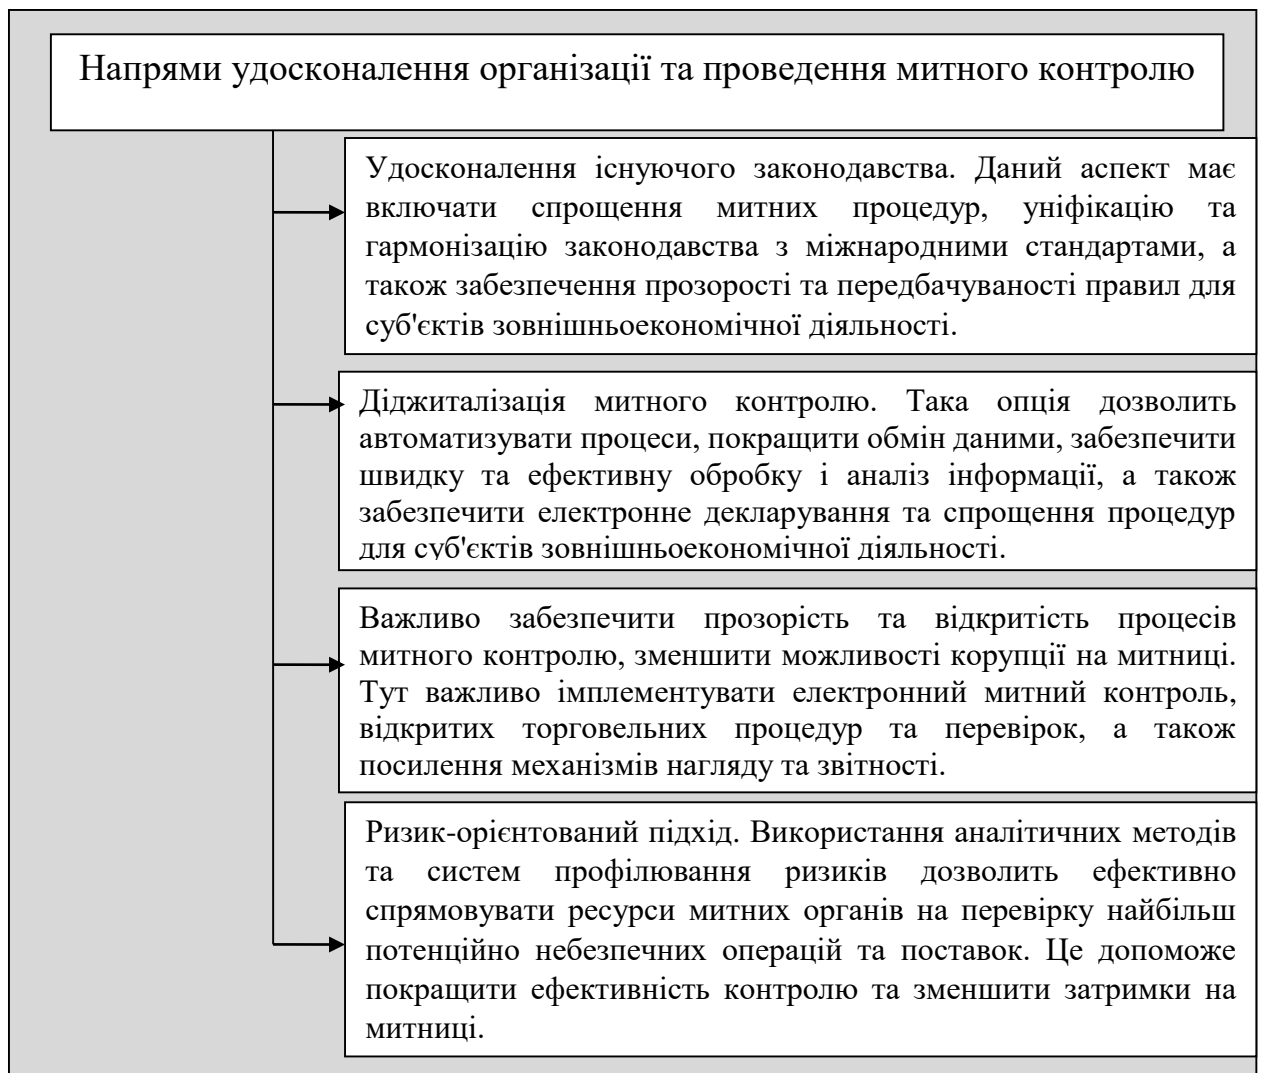 Напрями удосконалення організації та проведення митного контролю
Удосконалення існуючого законодавства. Даний аспект має
включати спрощення митних процедур, уніфікацію та
гармонізацію законодавства з міжнародними стандартами, а
також забезпечення прозорості та передбачуваності правил для
суб'єктів зовнішньоекономічної діяльності.
Діджиталізація митного контролю. Така опція дозволить
автоматизувати процеси, покращити обмін даними, забезпечити
швидку та ефективну обробку і аналіз інформації, а також
забезпечити електронне декларування та спрощення процедур
для суб'єктів зовнішньоекономічної діяльності.
Важливо забезпечити прозорість та відкритість процесів
митного контролю, зменшити можливості корупції на митниці.
Тут важливо імплементувати електронний митний контроль,
відкритих торговельних процедур та перевірок, а також
посилення механізмів нагляду та звітності.
Ризик-орієнтований підхід. Використання аналітичних методів
та систем профілювання ризиків дозволить ефективно
спрямовувати ресурси митних органів на перевірку найбільш
потенційно небезпечних операцій та поставок. Це допоможе
покращити ефективність контролю та зменшити затримки на
митниці.